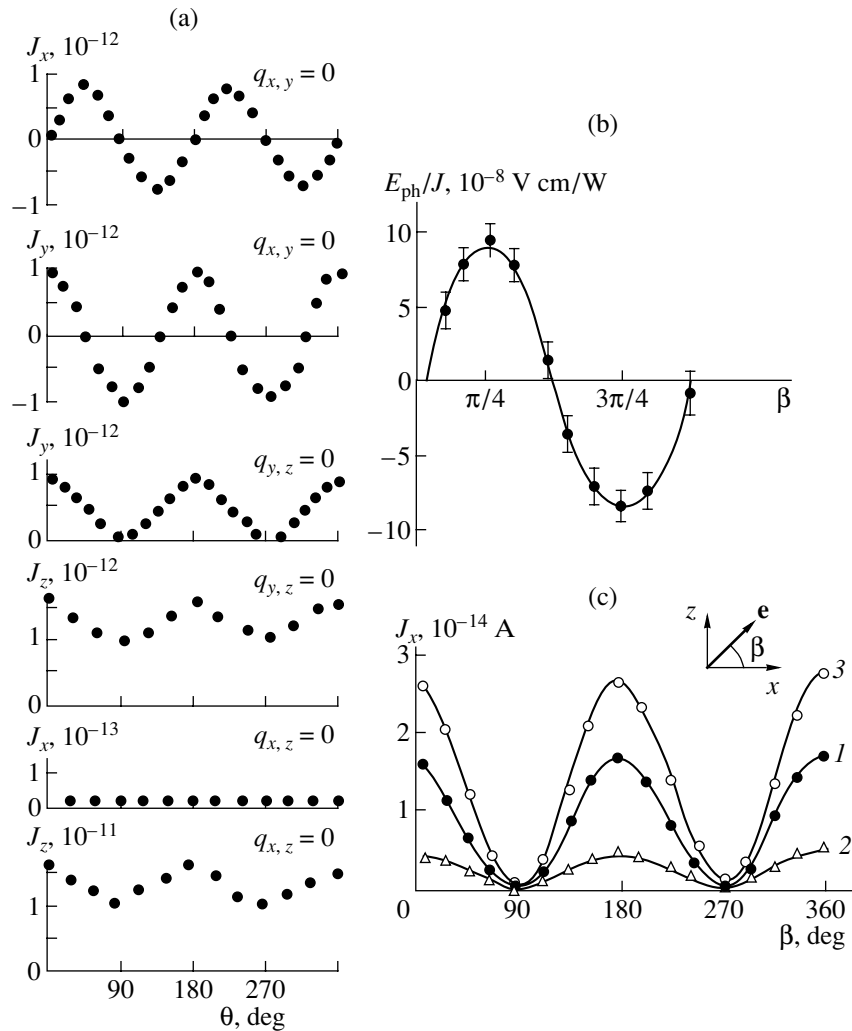 (a)
J_x, 10^−12
q_x, y = 0
1
0
−1
J_y, 10^−12
q_x, y = 0
1
0
−1
J_y, 10^−12
q_y, z = 0
1
0
J_z, 10^−12
q_y, z = 0
1
0
J_x, 10^−13
q_x, z = 0
1
0
J_z, 10^−11
q_x, z = 0
1
0
90 180 270
θ, deg
(b)
E_ph/J, 10^−8 V cm/W
10
5
0
−5
−10
π/4 3π/4 β
(c)
J_x, 10^−14 A
z e
β
x
3
2
1
0
3
1
2
90 180 270 360
β, deg